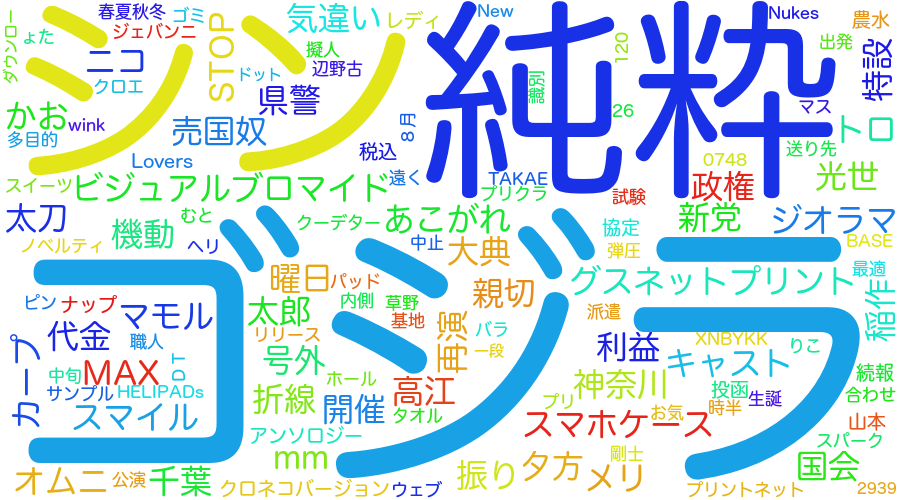 シン
純粋
New
Nukes
農水
出発
特設
春夏秋冬
ゴミ
ジェバンニ
ょた
ダウンロー
ニコ
クロエ
STOP
気違い
レディ
擬人
辺野古
ドット
県警
120
識別
26
マス
トロ
かお
wink
多目的
売国奴
8月
Lovers
税込
送り先
0748
光世
スイーツ
ビジュアルブロマイド
遠く
TAKAE
プリクラ
試験
政権
太刀
むと
機動
ヘリ
クーデター
あこがれ
新党
ジオラマ
協定
ノベルティ
中止
大典
弾圧
BASE
ゴジラ
曜日
パッド
グスネットプリント
最適
稲作
ピン
ナップ
マモル
太郎
内側
草野
基地
親切
再演
派遣
代金
職人
リリース
バラ
一段
利益
XNBYKK
りこ
カープ
中旬
MAX
DT
号外
ホール
高江
キャスト
神奈川
投函
続報
サンプル
HELIPADs
折線
開催
タオル
プリ
お気
時半
生誕
合わせ
スマイル
アンソロジー
スマホケース
山本
スパーク
オムニ
公演
千葉
mm
振り
夕方
メリ
剛士
国会
クロネコバージョン
ウェブ
プリントネット
2939